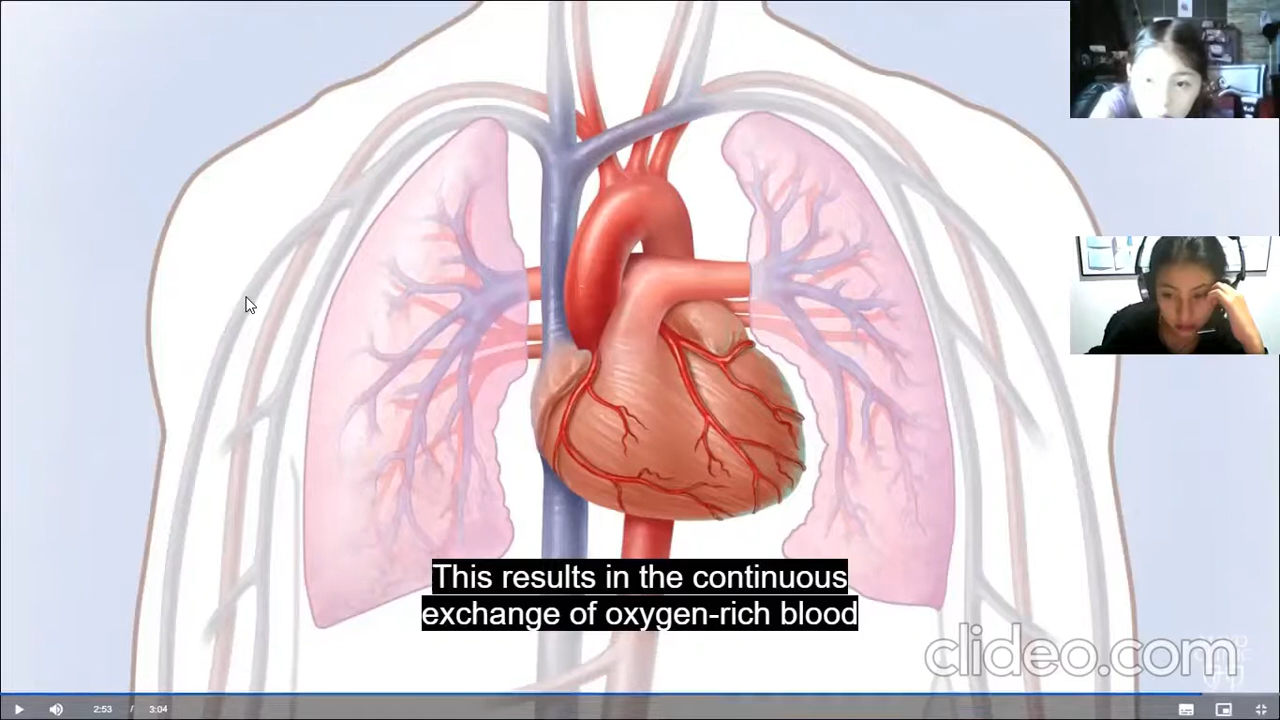 This results in the continuous
exchange of oxygen-rich blood
clideo.com
2:53 / 3:04